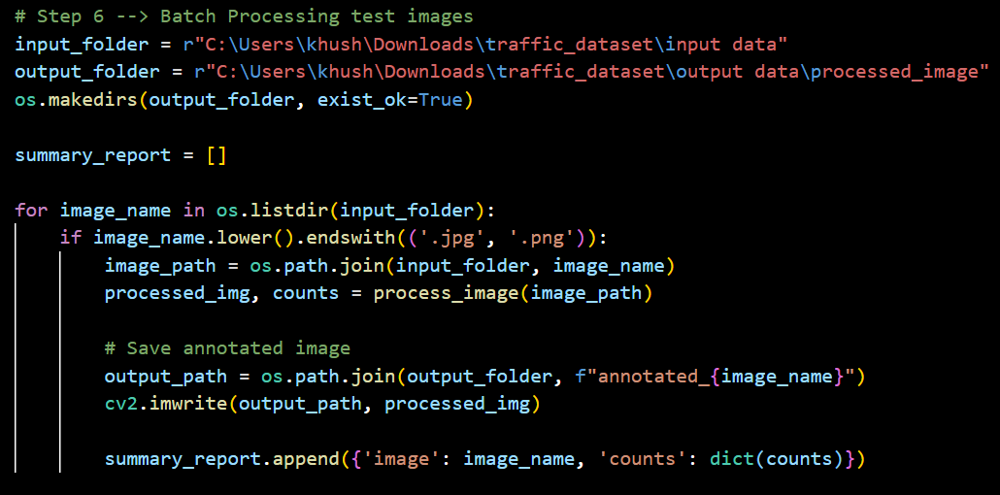 # Step 6 --> Batch Processing test images
input_folder = r"C:\Users\khush\Downloads\traffic_dataset\input data"
output_folder = r"C:\Users\khush\Downloads\traffic_dataset\output data\processed_image"
os.makedirs(output_folder, exist_ok=True)

summary_report = []

for image_name in os.listdir(input_folder):
    if image_name.lower().endswith(('.jpg', '.png')):
        image_path = os.path.join(input_folder, image_name)
        processed_img, counts = process_image(image_path)

        # Save annotated image
        output_path = os.path.join(output_folder, f"annotated_{image_name}")
        cv2.imwrite(output_path, processed_img)

        summary_report.append({'image': image_name, 'counts': dict(counts)})